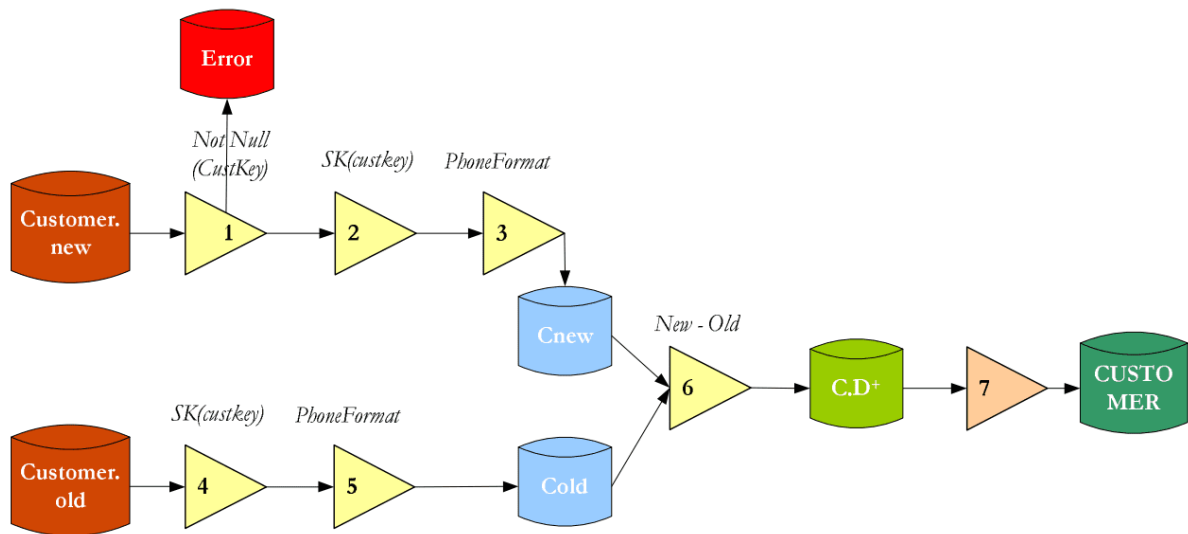 Error
Not Null
(CustKey)
SK(custkey)
PhoneFormat
Customer.
new
1
2
3
Cnew
New - Old
6
C.D⁺
7
CUSTO
MER
SK(custkey)
PhoneFormat
Customer.
old
4
5
Cold